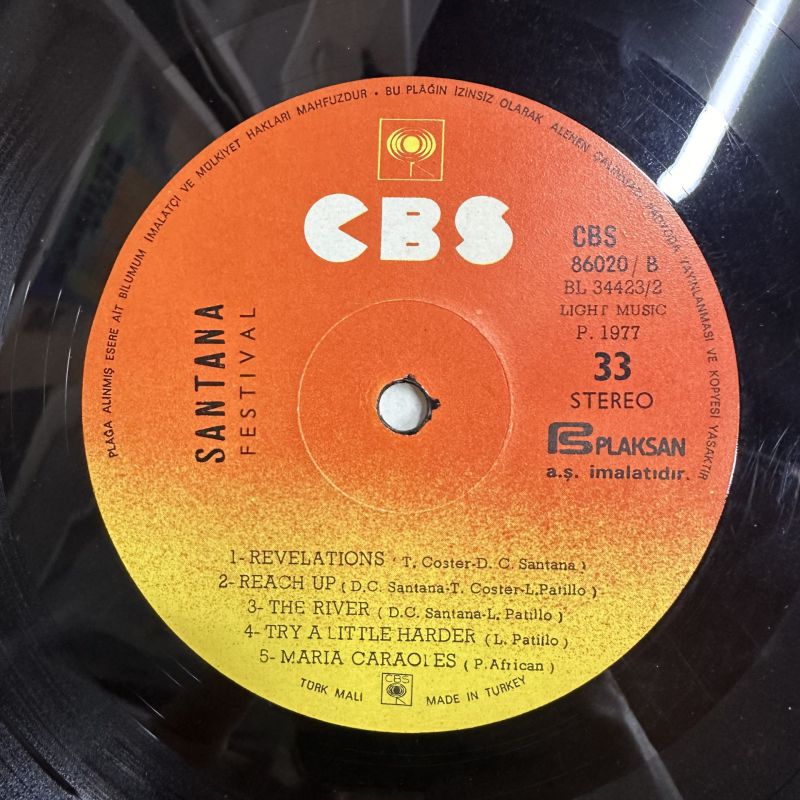 PLAĞA ALINMIŞ ESERE AİT BİLUMUM İMALATÇI VE MÜLKİYET HAKLARI MAHFUZDUR • BU PLAĞIN İZİNSİZ OLARAK ALENEN ÇALINMASI RADYODA YAYINLANMASI VE KOPYESİ YASAKTIR
CBS
CBS
86020/B
BL 34423/2
LIGHT MUSIC
P. 1977
33
STEREO
PLAKSAN
a.ş. imalatıdır.
SANTANA
FESTIVAL
1- REVELATIONS ( T. Coster-D. C. Santana )
2- REACH UP ( D.C. Santana-T. Coster-L.Patillo )
3- THE RIVER ( D.C. Santana-L. Patillo )
4- TRY A LITTLE HARDER ( L. Patillo )
5- MARIA CARAOLES ( P. African )
TÜRK MALI CBS MADE IN TURKEY